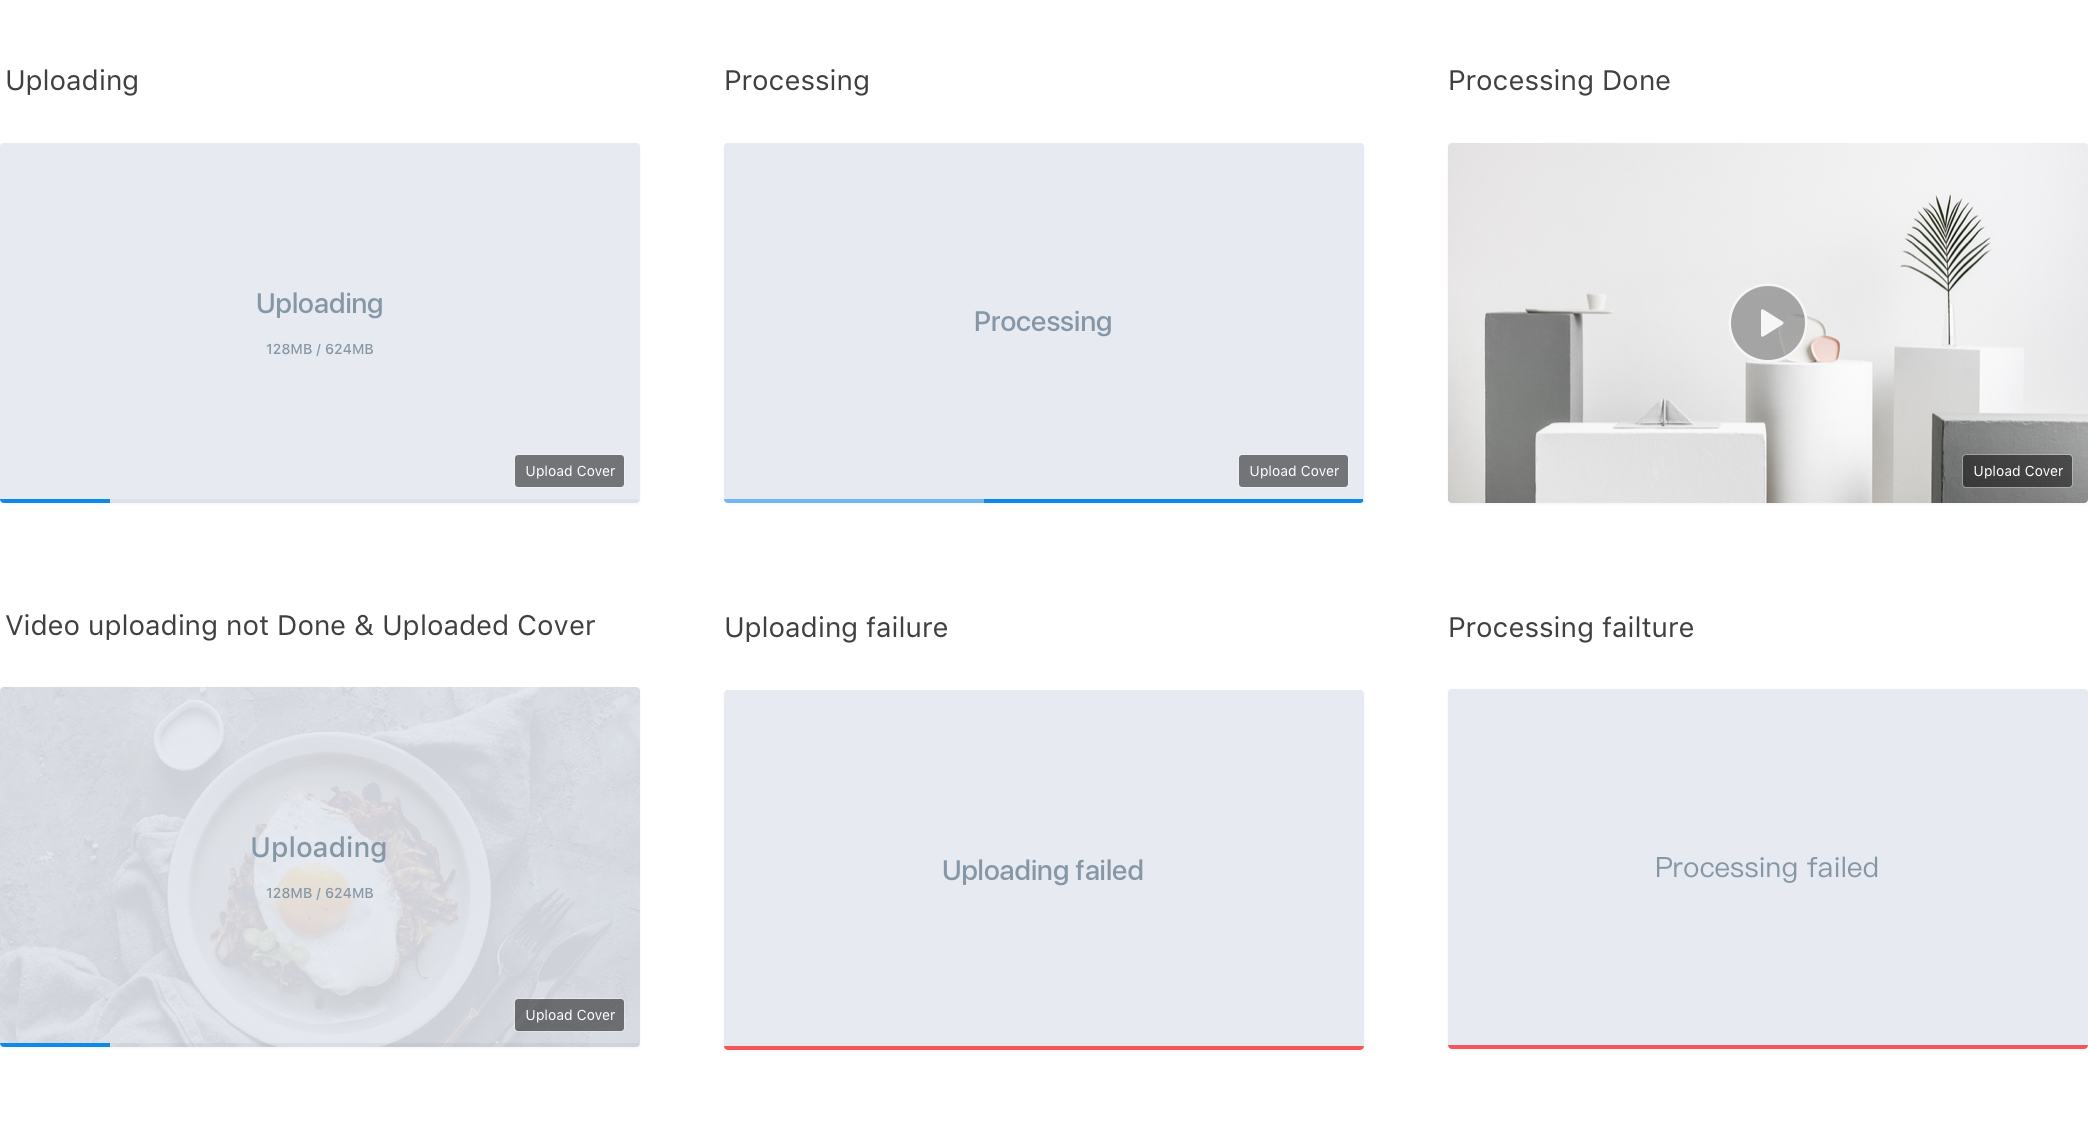 Uploading
Processing
Processing Done
Uploading
128MB / 624MB
Upload Cover
Processing
Upload Cover
Upload Cover
Video uploading not Done & Uploaded Cover
Uploading failure
Processing failture
Uploading
128MB / 624MB
Upload Cover
Uploading failed
Processing failed